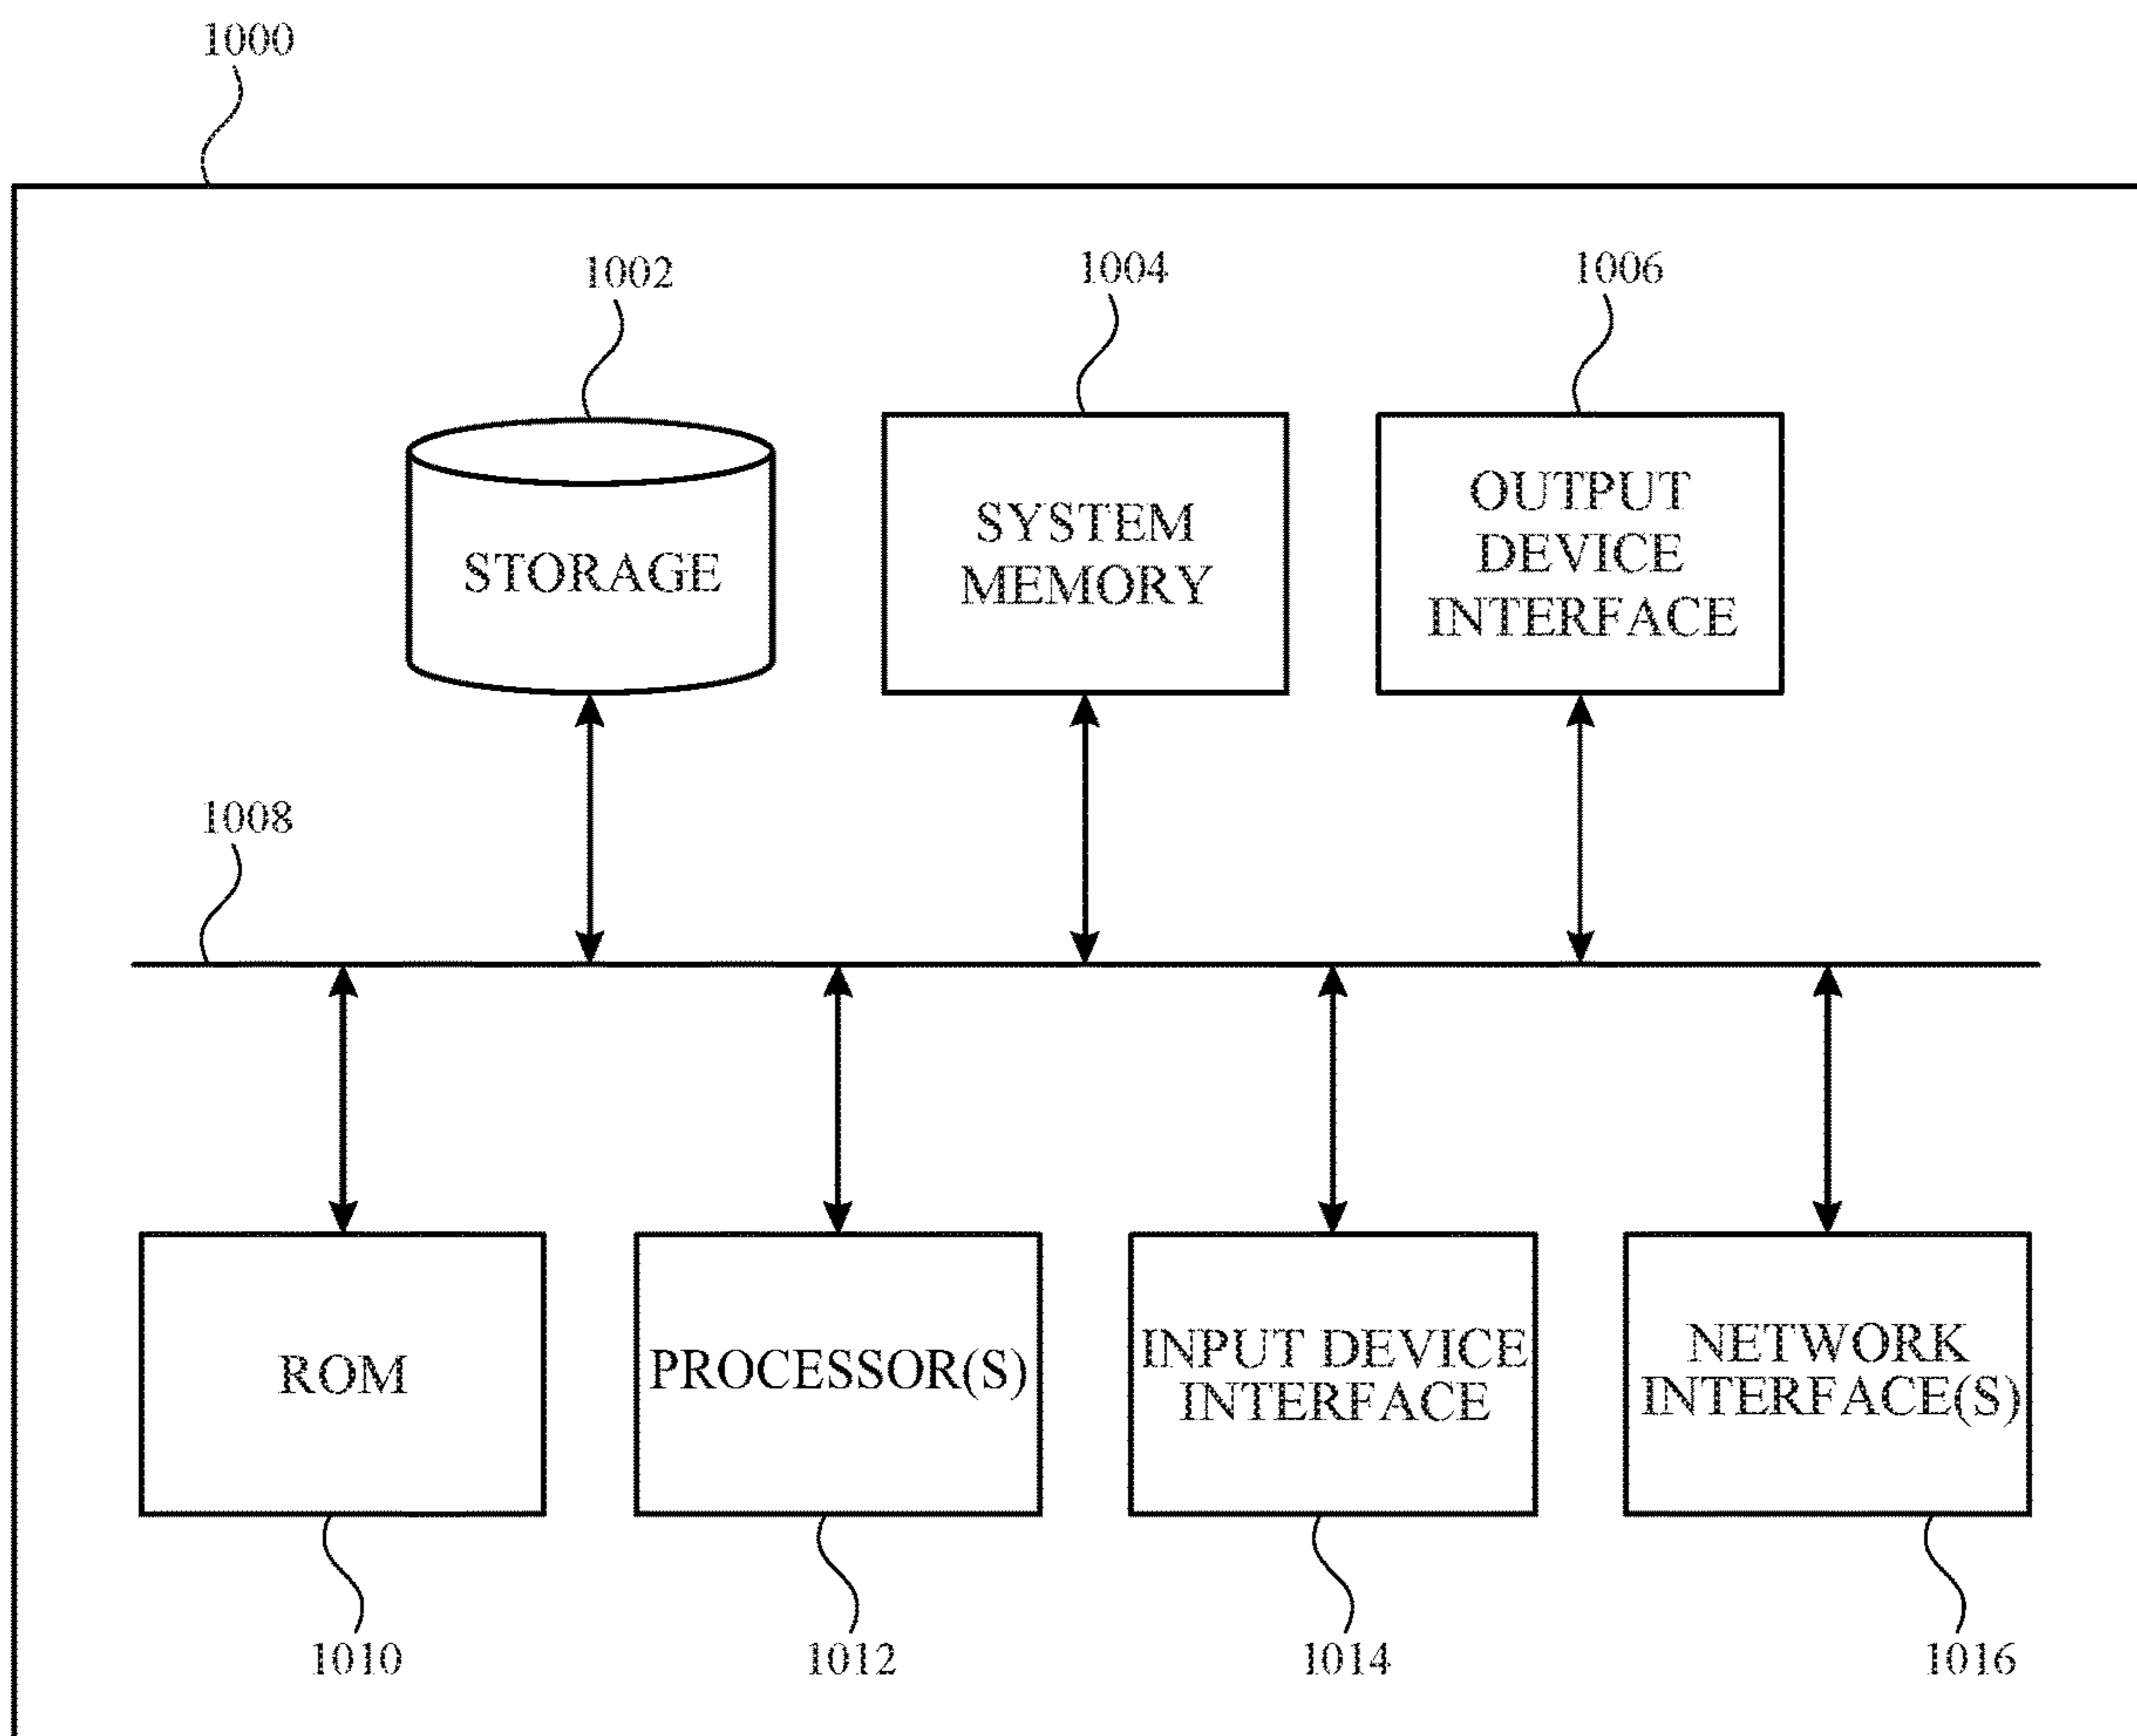 1000
1002
1004
1006
STORAGE
SYSTEM
MEMORY
OUTPUT
DEVICE
INTERFACE
1008
ROM
PROCESSOR(S)
INPUT DEVICE
INTERFACE
NETWORK
INTERFACE(S)
1010
1012
1014
1016